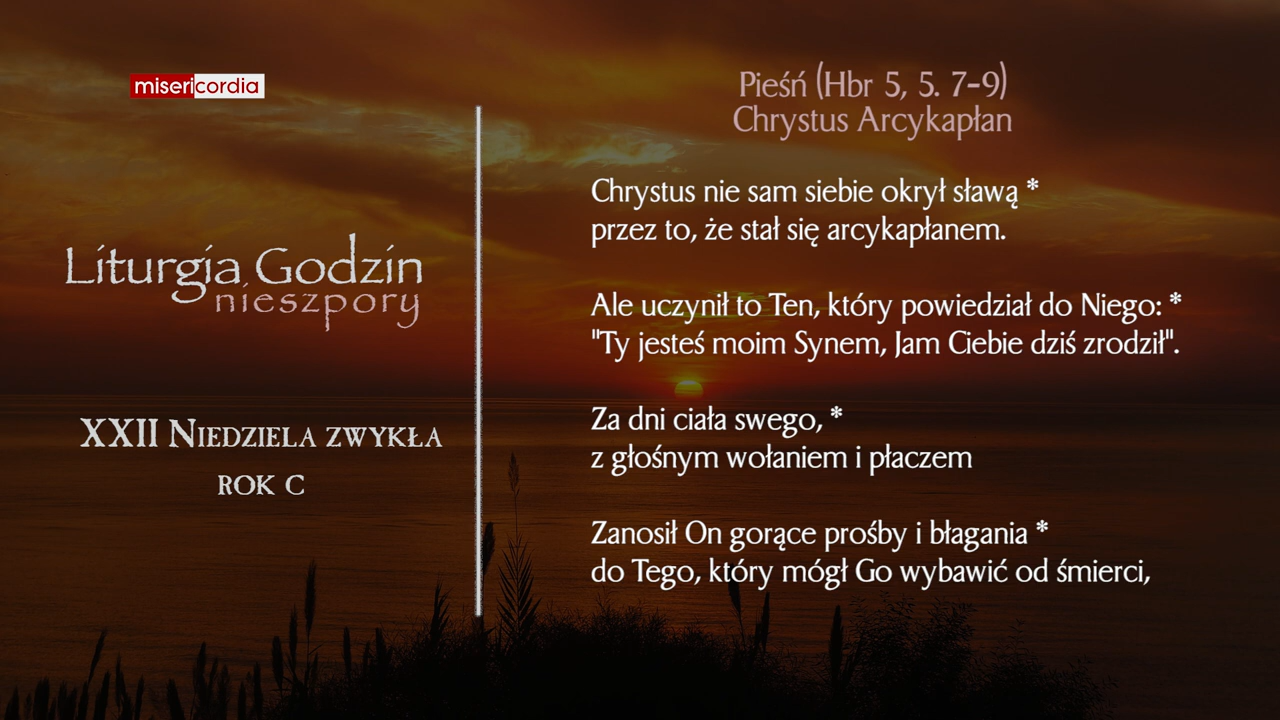 misericordia
Liturgia Godzin
nieszpory
XXII Niedziela zwykła
rok C
Pieśń (Hbr 5, 5. 7-9)
Chrystus Arcykapłan
Chrystus nie sam siebie okrył sławą *
przez to, że stał się arcykapłanem.
Ale uczynił to Ten, który powiedział do Niego: *
"Ty jesteś moim Synem, Jam Ciebie dziś zrodził".
Za dni ciała swego, *
z głośnym wołaniem i płaczem
Zanosił On gorące prośby i błagania *
do Tego, który mógł Go wybawić od śmierci,